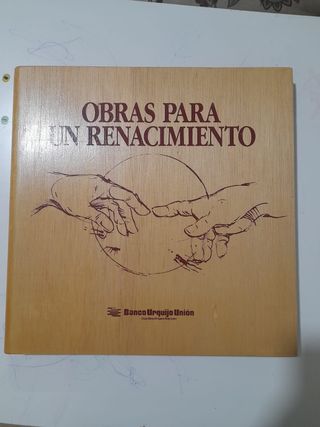 OBRAS PARA
UN RENACIMIENTO
Banco Urquijo Unión